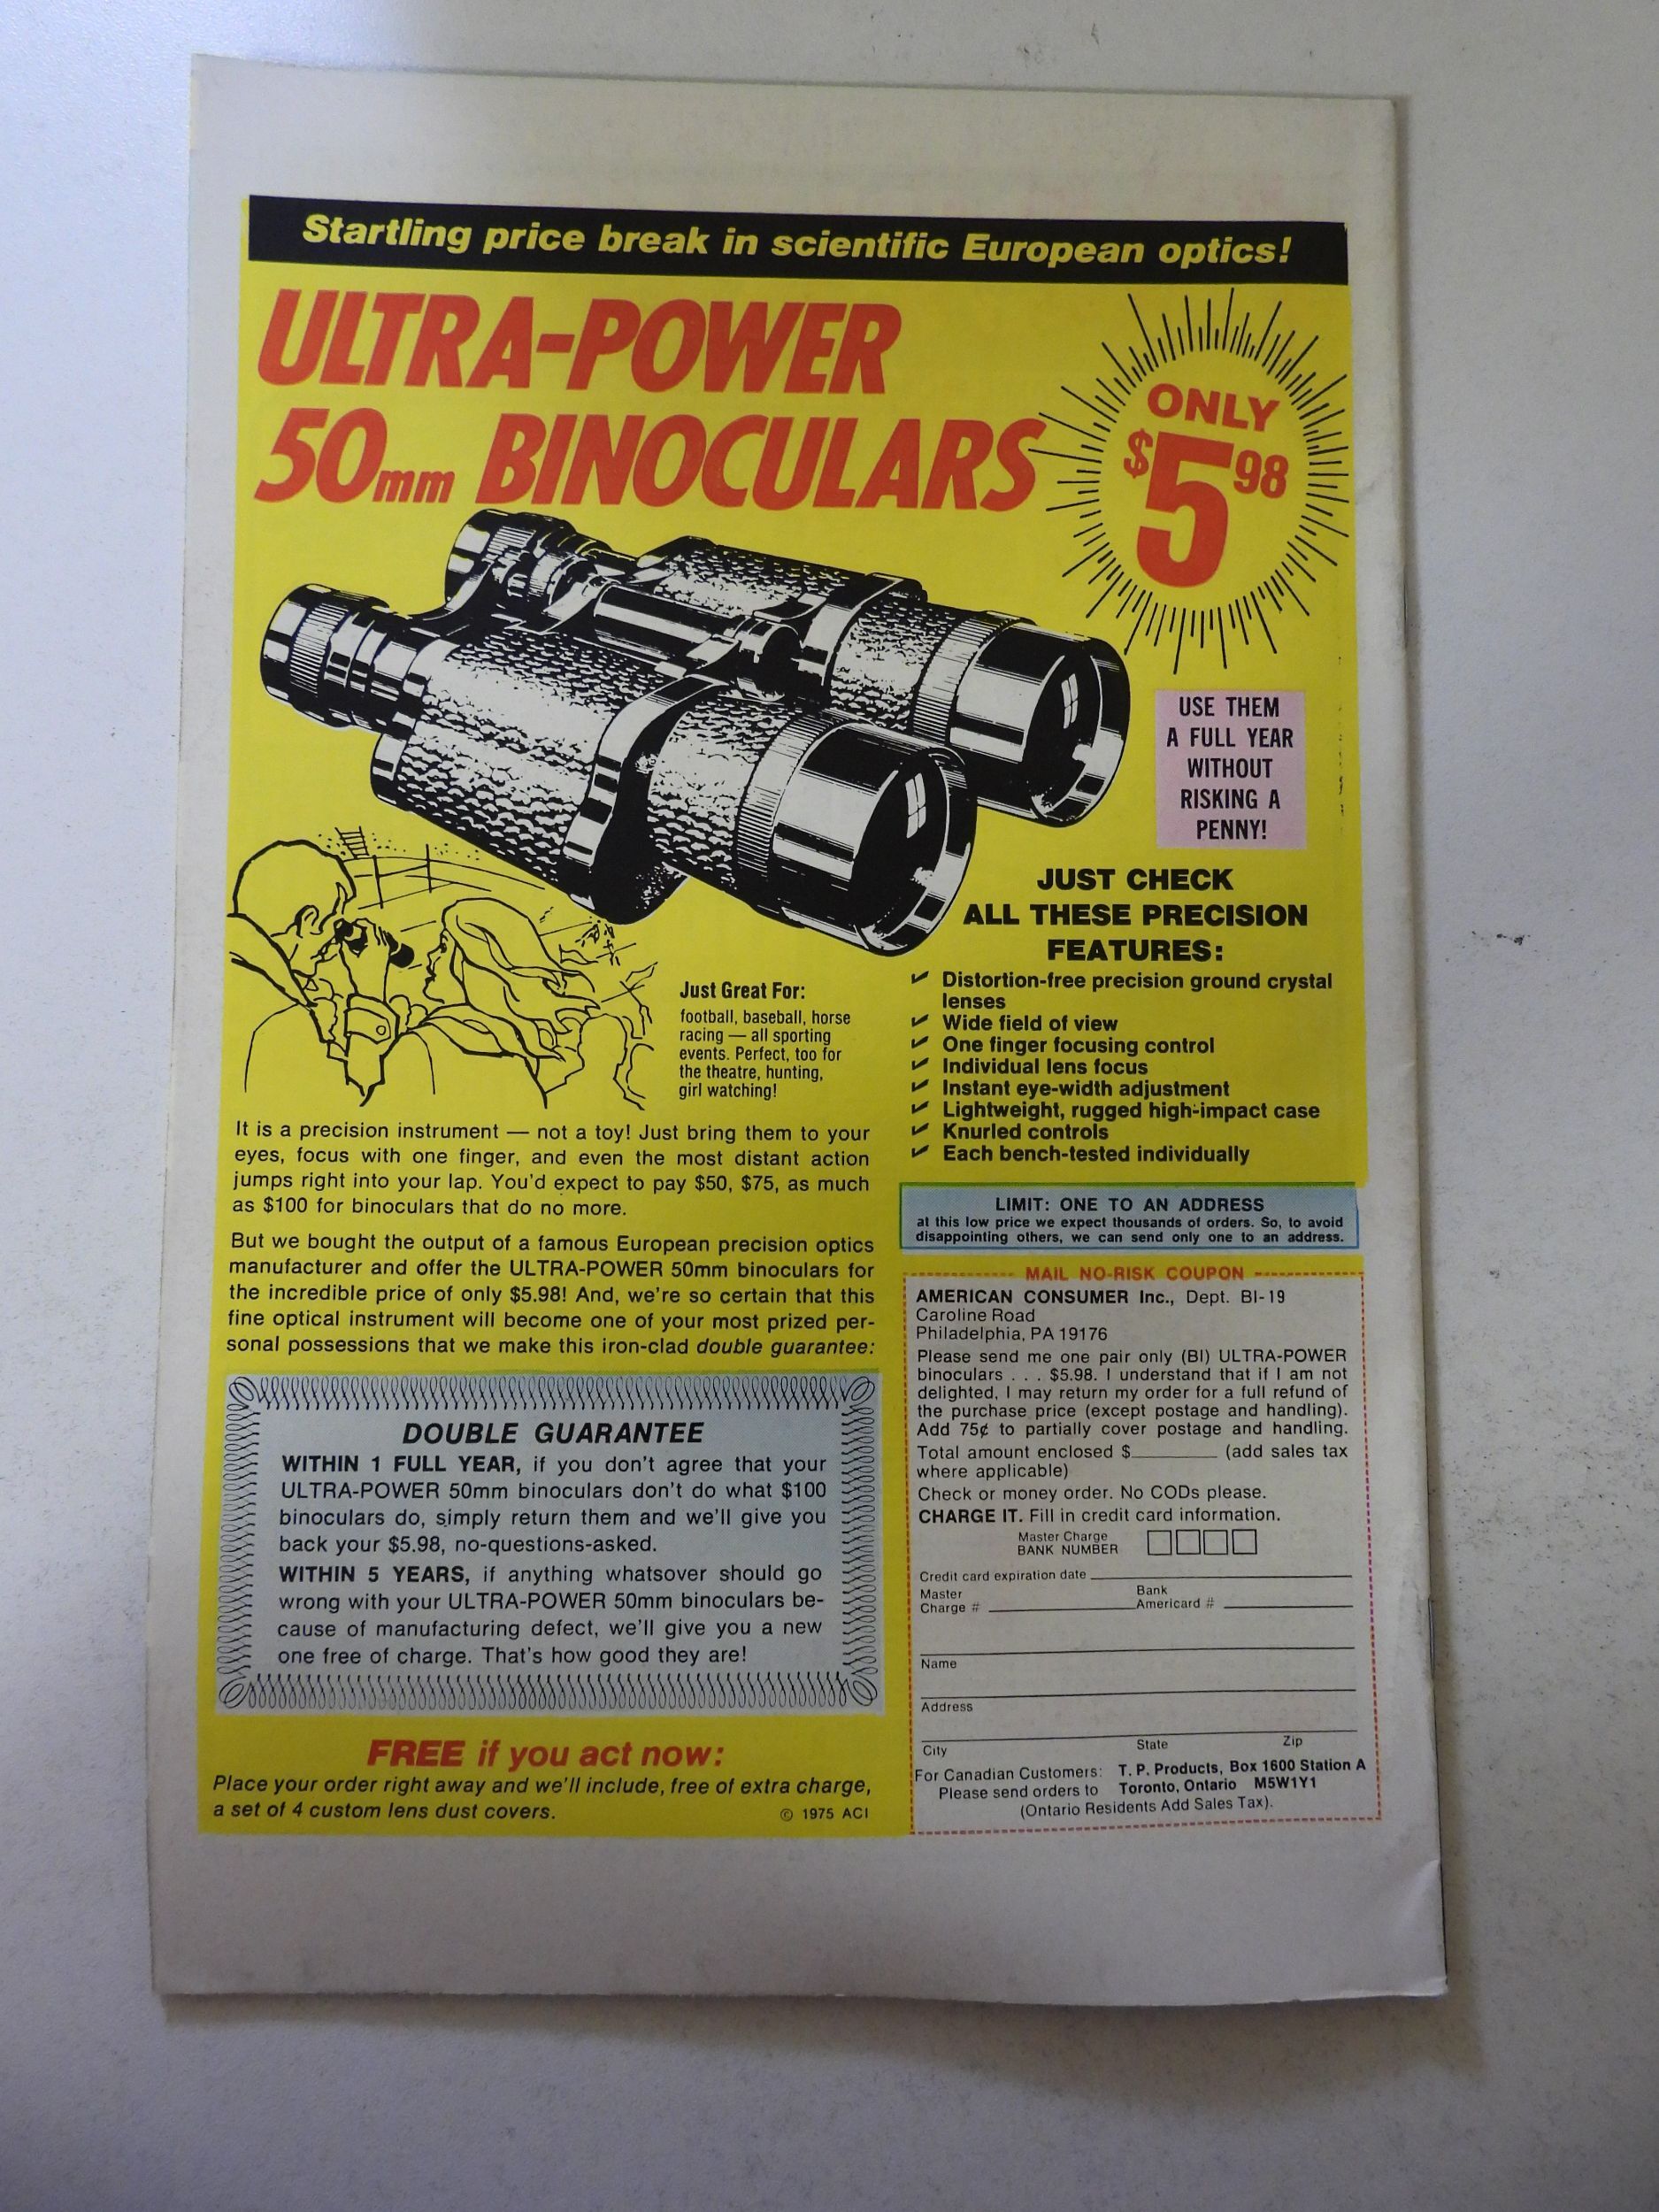 Startling price break in scientific European optics!
ULTRA-POWER
50mm BINOCULARS
ONLY
$5 98
USE THEM
A FULL YEAR
WITHOUT
RISKING A
PENNY!
JUST CHECK
ALL THESE PRECISION
FEATURES:
✔ Distortion-free precision ground crystal
lenses
✔ Wide field of view
✔ One finger focusing control
✔ Individual lens focus
✔ Instant eye-width adjustment
✔ Lightweight, rugged high-impact case
✔ Knurled controls
✔ Each bench-tested individually
Just Great For:
football, baseball, horse
racing — all sporting
events. Perfect, too for
the theatre, hunting,
girl watching!
It is a precision instrument — not a toy! Just bring them to your
eyes, focus with one finger, and even the most distant action
jumps right into your lap. You'd expect to pay $50, $75, as much
as $100 for binoculars that do no more.
But we bought the output of a famous European precision optics
manufacturer and offer the ULTRA-POWER 50mm binoculars for
the incredible price of only $5.98! And, we're so certain that this
fine optical instrument will become one of your most prized per-
sonal possessions that we make this iron-clad double guarantee:
DOUBLE GUARANTEE
WITHIN 1 FULL YEAR, if you don't agree that your
ULTRA-POWER 50mm binoculars don't do what $100
binoculars do, simply return them and we'll give you
back your $5.98, no-questions-asked.
WITHIN 5 YEARS, if anything whatsover should go
wrong with your ULTRA-POWER 50mm binoculars be-
cause of manufacturing defect, we'll give you a new
one free of charge. That's how good they are!
FREE if you act now:
Place your order right away and we'll include, free of extra charge,
a set of 4 custom lens dust covers.
© 1975 ACI
LIMIT: ONE TO AN ADDRESS
at this low price we expect thousands of orders. So, to avoid
disappointing others, we can send only one to an address.
MAIL NO-RISK COUPON
AMERICAN CONSUMER Inc., Dept. BI-19
Caroline Road
Philadelphia, PA 19176
Please send me one pair only (BI) ULTRA-POWER
binoculars . . . $5.98. I understand that if I am not
delighted, I may return my order for a full refund of
the purchase price (except postage and handling).
Add 75¢ to partially cover postage and handling.
Total amount enclosed $________ (add sales tax
where applicable)
Check or money order. No CODs please.
CHARGE IT. Fill in credit card information.
Master Charge
BANK NUMBER
Credit card expiration date
Master Bank
Charge # Americard #
Name
Address
City State Zip
For Canadian Customers: T. P. Products, Box 1600 Station A
Please send orders to Toronto, Ontario M5W1Y1
(Ontario Residents Add Sales Tax).